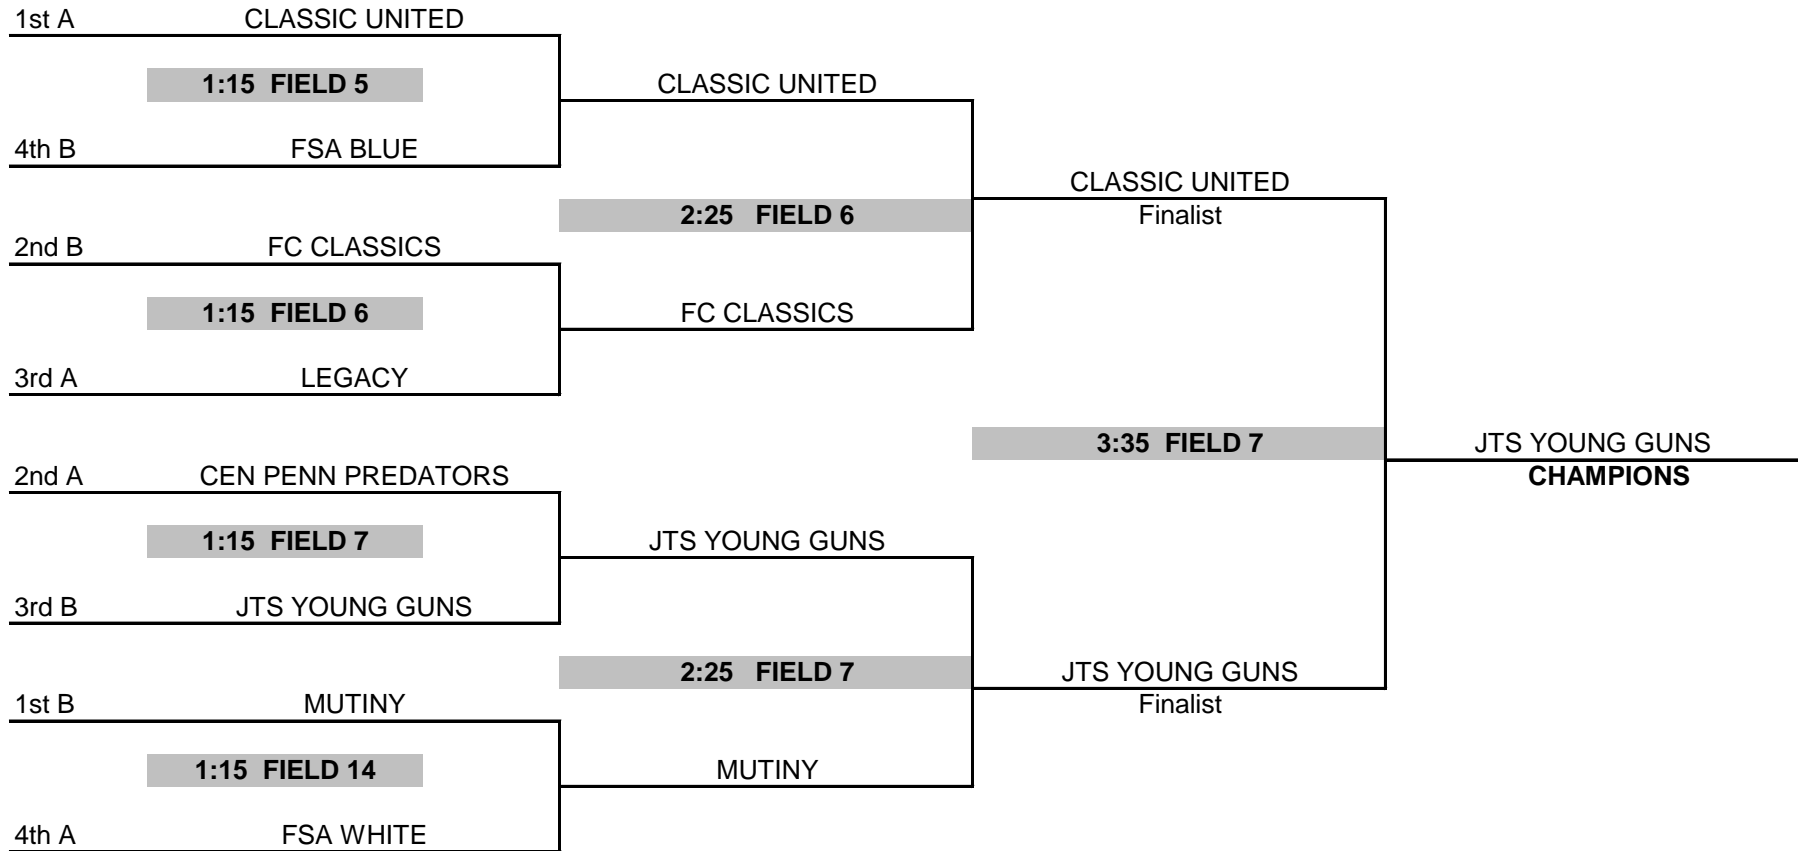 1st A CLASSIC UNITED
1:15 FIELD 5 CLASSIC UNITED
4th B FSA BLUE
CLASSIC UNITED
2:25 FIELD 6 Finalist
2nd B FC CLASSICS
1:15 FIELD 6 FC CLASSICS
3rd A LEGACY
3:35 FIELD 7 JTS YOUNG GUNS
2nd A CEN PENN PREDATORS CHAMPIONS
1:15 FIELD 7 JTS YOUNG GUNS
3rd B JTS YOUNG GUNS
2:25 FIELD 7 JTS YOUNG GUNS
1st B MUTINY Finalist
1:15 FIELD 14 MUTINY
4th A FSA WHITE